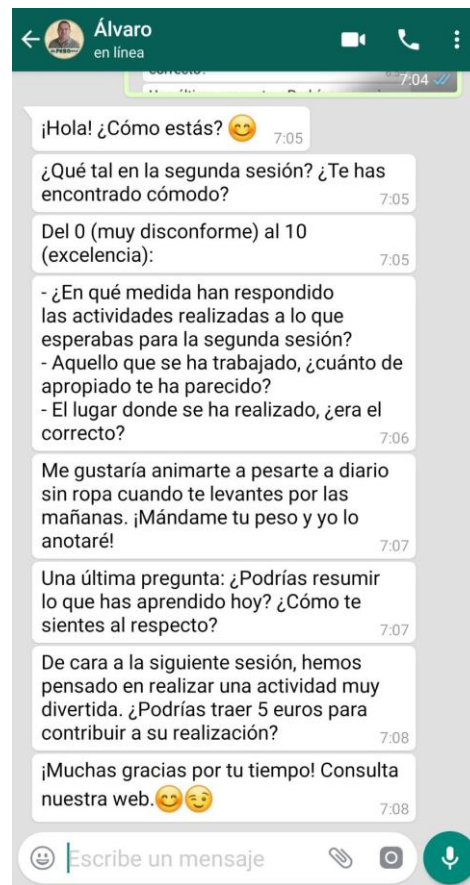 Álvaro
en línea
7:04
¡Hola! ¿Cómo estás? 😊
7:05
¿Qué tal en la segunda sesión? ¿Te has
encontrado cómodo?
7:05
Del 0 (muy disconforme) al 10
(excelencia):
7:05
- ¿En qué medida han respondido
las actividades realizadas a lo que
esperabas para la segunda sesión?
- Aquello que se ha trabajado, ¿cuánto de
apropiado te ha parecido?
- El lugar donde se ha realizado, ¿era el
correcto?
7:06
Me gustaría animarte a pesarte a diario
sin ropa cuando te levantes por las
mañanas. ¡Mándame tu peso y yo lo
anotaré!
7:07
Una última pregunta: ¿Podrías resumir
lo que has aprendido hoy? ¿Cómo te
sientes al respecto?
7:07
De cara a la siguiente sesión, hemos
pensado en realizar una actividad muy
divertida. ¿Podrías traer 5 euros para
contribuir a su realización?
7:08
¡Muchas gracias por tu tiempo! Consulta
nuestra web.😊😉
7:08
Escribe un mensaje